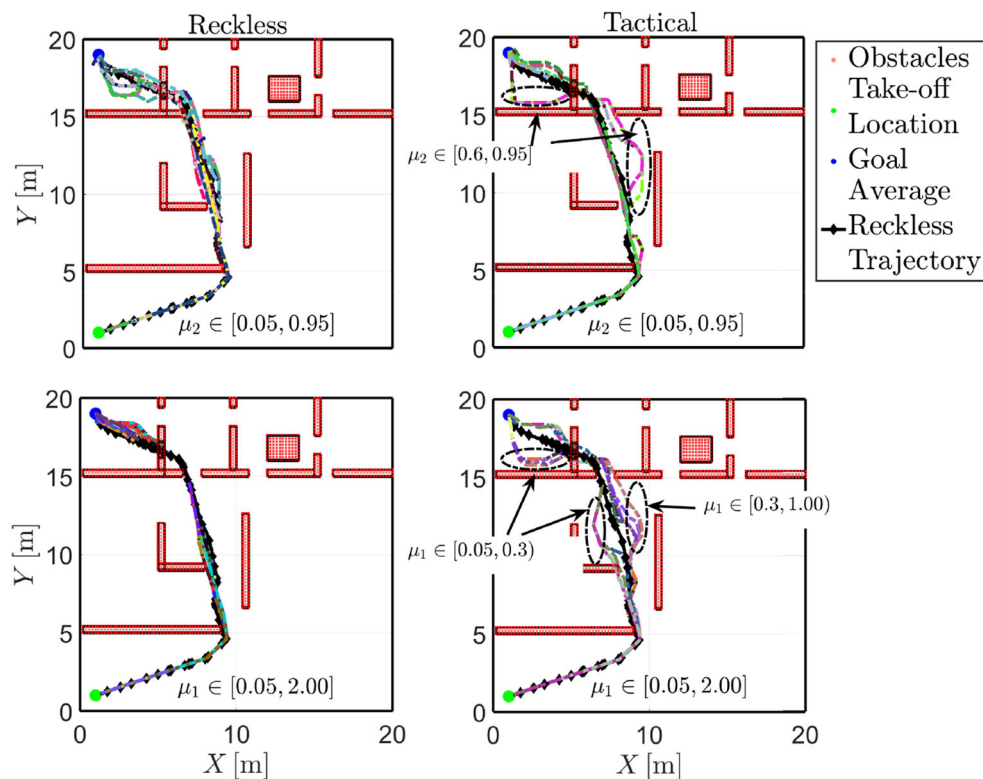 Reckless
Tactical
20
15
10
5
0
Y [m]
μ₂ ∈ [0.05, 0.95]
20
15
10
5
0
μ₂ ∈ [0.6, 0.95]
μ₂ ∈ [0.05, 0.95]
0
10
20
Obstacles
Take-off
Location
Goal
Average
Reckless
Trajectory
20
15
10
5
0
Y [m]
μ₁ ∈ [0.05, 2.00]
0
10
20
X [m]
20
15
10
5
0
μ₁ ∈ [0.3, 1.00)
μ₁ ∈ [0.05, 0.3)
μ₁ ∈ [0.05, 2.00]
0
10
20
X [m]